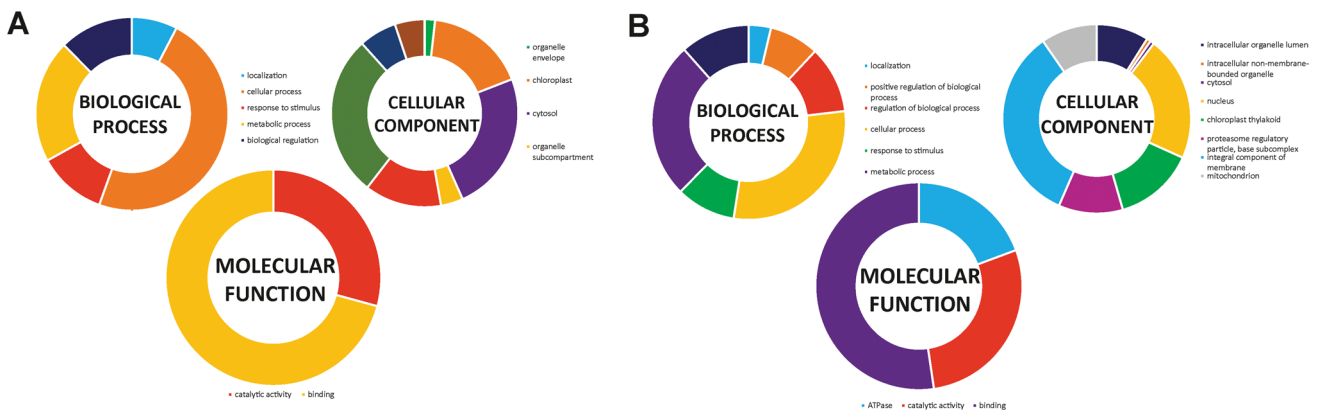 A
BIOLOGICAL
PROCESS
localization
cellular process
response to stimulus
metabolic process
biological regulation
CELLULAR
COMPONENT
organelle
envelope
chloroplast
cytosol
organelle
subcompartment
MOLECULAR
FUNCTION
catalytic activity binding
B
BIOLOGICAL
PROCESS
localization
positive regulation of biological
process
regulation of biological process
cellular process
response to stimulus
metabolic process
CELLULAR
COMPONENT
intracellular organelle lumen
intracellular non-membrane-
bounded organelle
cytosol
nucleus
chloroplast thylakoid
proteasome regulatory
particle, base subcomplex
integral component of
membrane
mitochondrion
MOLECULAR
FUNCTION
ATPase catalytic activity binding